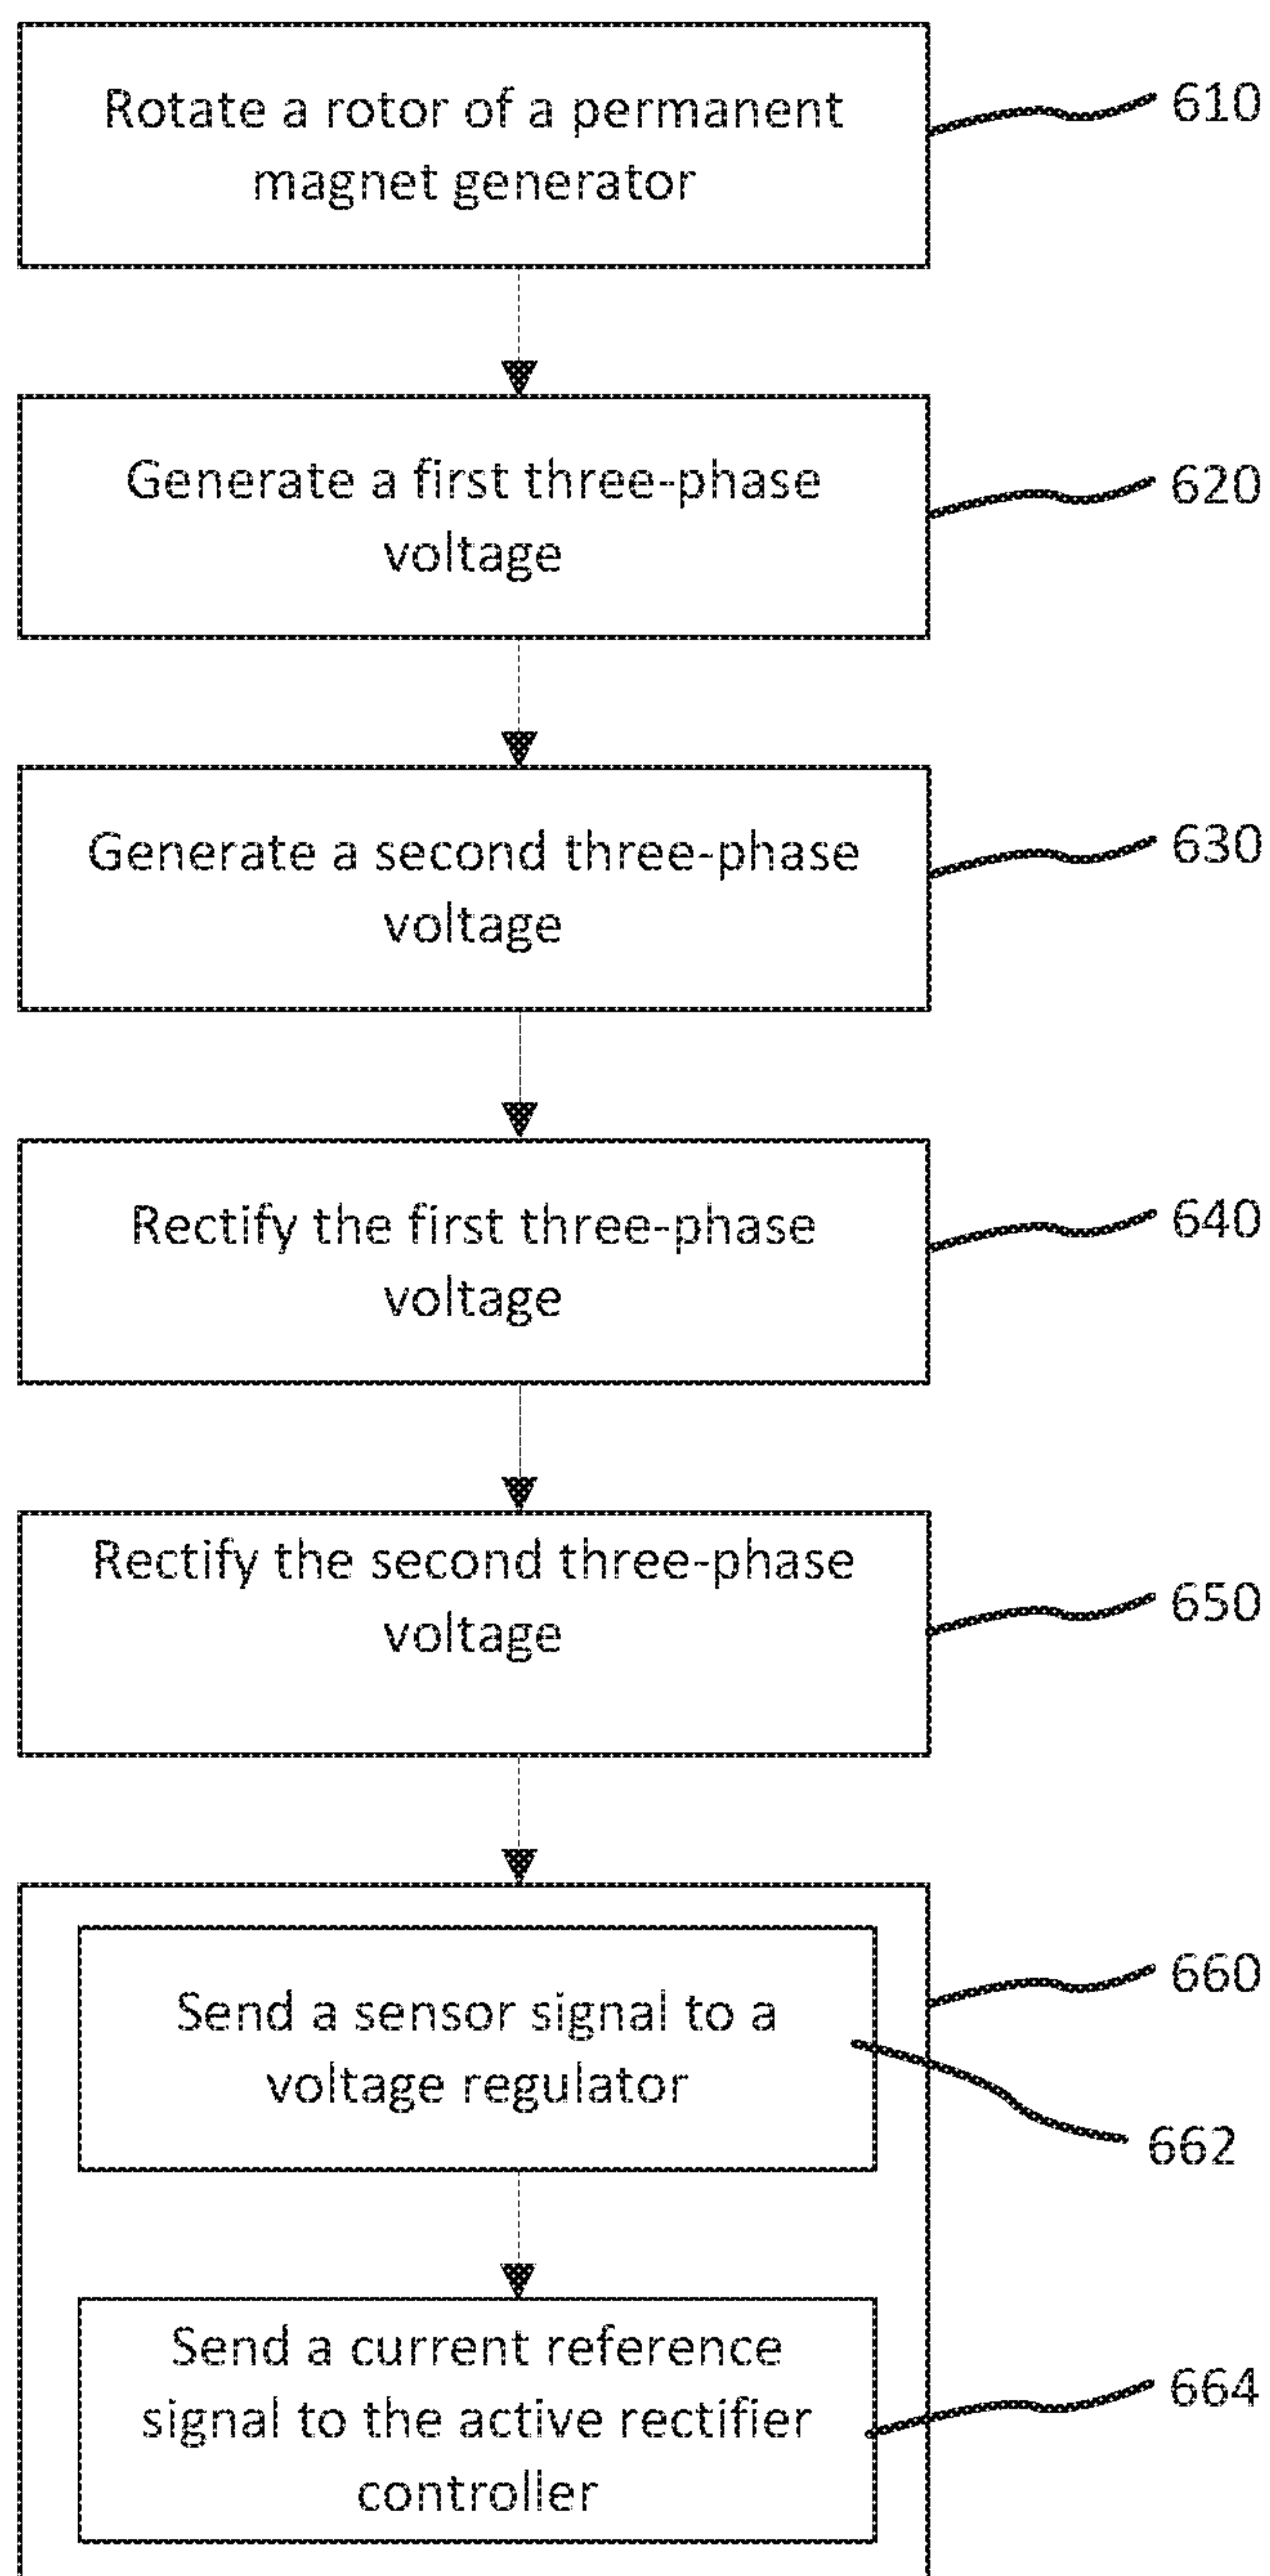 Rotate a rotor of a permanent
magnet generator
610
Generate a first three-phase
voltage
620
Generate a second three-phase
voltage
630
Rectify the first three-phase
voltage
640
Rectify the second three-phase
voltage
650
660
Send a sensor signal to a
voltage regulator
662
Send a current reference
signal to the active rectifier
controller
664